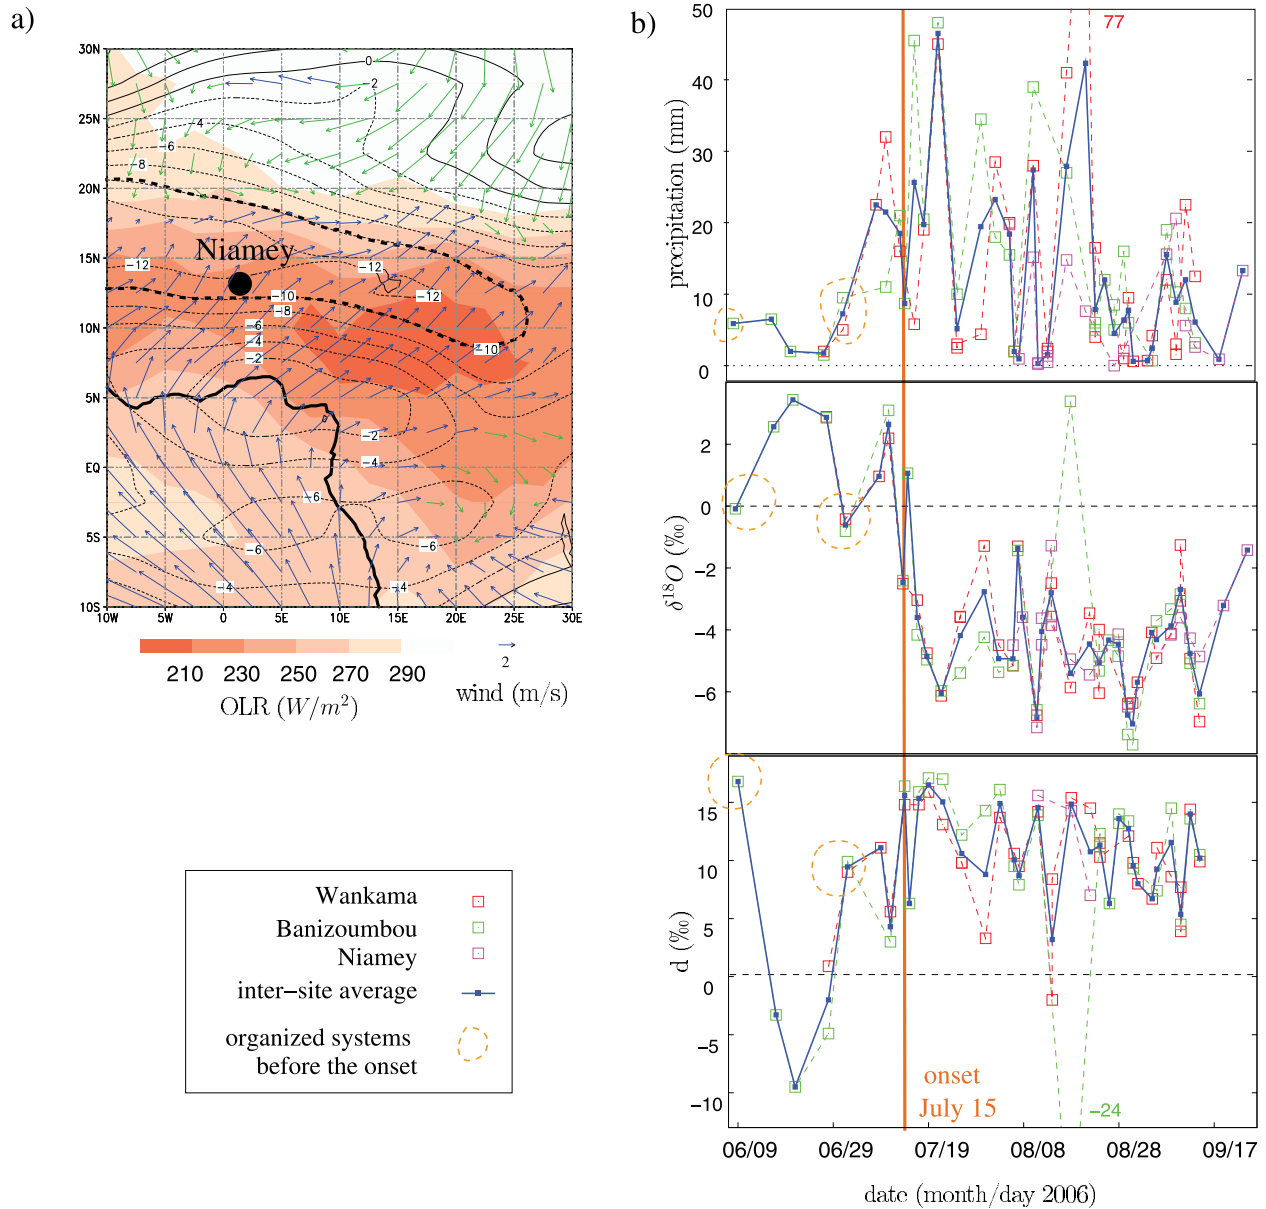 a)
30N
25N
20N
15N
10N
5N
EQ
5S
10S
10W
5W
0
5E
10E
15E
20E
25E
30E
0
-2
-4
-6
-8
Niamey
-12
-12
-12
-10
-8
-6
-4
-2
-10
-2
-4
-6
-6
-6
-4
-4
210
230
250
270
290
OLR (W/m²)
2
wind (m/s)
Wankama
Banizoumbou
Niamey
inter-site average
organized systems
before the onset
b)
50
40
30
20
10
0
precipitation (mm)
77
2
0
-2
-4
-6
δ¹⁸O (‰)
15
10
5
0
-5
-10
d (‰)
onset
July 15
-24
06/09
06/29
07/19
08/08
08/28
09/17
date (month/day 2006)